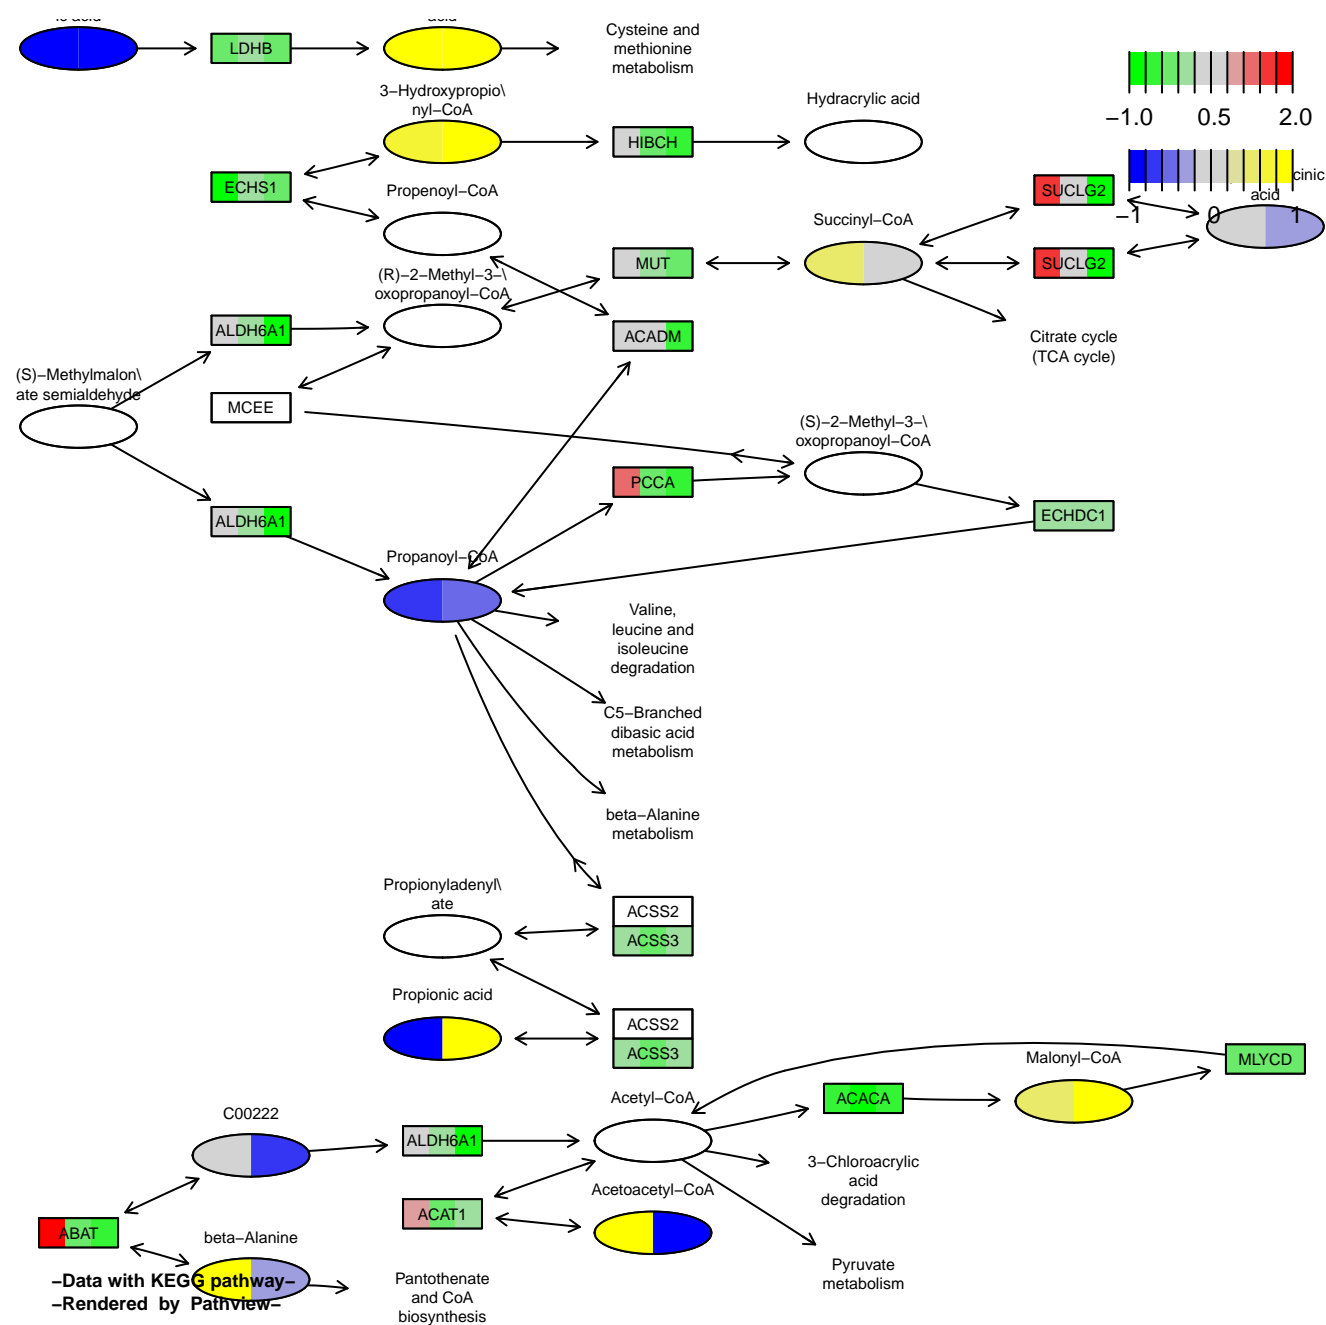 ic acid
acid
LDHB
Cysteine and
methionine
metabolism
3−Hydroxypropio\
nyl−CoA
Hydracrylic acid
−1.0
0.5
2.0
HIBCH
ECHS1
Propenoyl−CoA
cinic
acid
SUCLG2
−1
0
1
Succinyl−CoA
MUT
SUCLG2
(R)−2−Methyl−3−\
oxopropanoyl−CoA
ALDH6A1
ACADM
Citrate cycle
(TCA cycle)
(S)−Methylmalon\
ate semialdehyde
MCEE
(S)−2−Methyl−3−\
oxopropanoyl−CoA
PCCA
ALDH6A1
ECHDC1
Propanoyl−CoA
Valine,
leucine and
isoleucine
degradation
C5−Branched
dibasic acid
metabolism
beta−Alanine
metabolism
Propionyladenyl\
ate
ACSS2
ACSS3
Propionic acid
ACSS2
ACSS3
Malonyl−CoA
MLYCD
Acetyl−CoA
ACACA
C00222
ALDH6A1
3−Chloroacrylic
acid
degradation
Acetoacetyl−CoA
ACAT1
ABAT
beta−Alanine
Pyruvate
metabolism
Pantothenate
and CoA
biosynthesis
−Data with KEGG pathway−
−Rendered by Pathview−